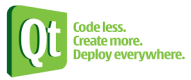 Qt
Code less.
Create more.
Deploy everywhere.